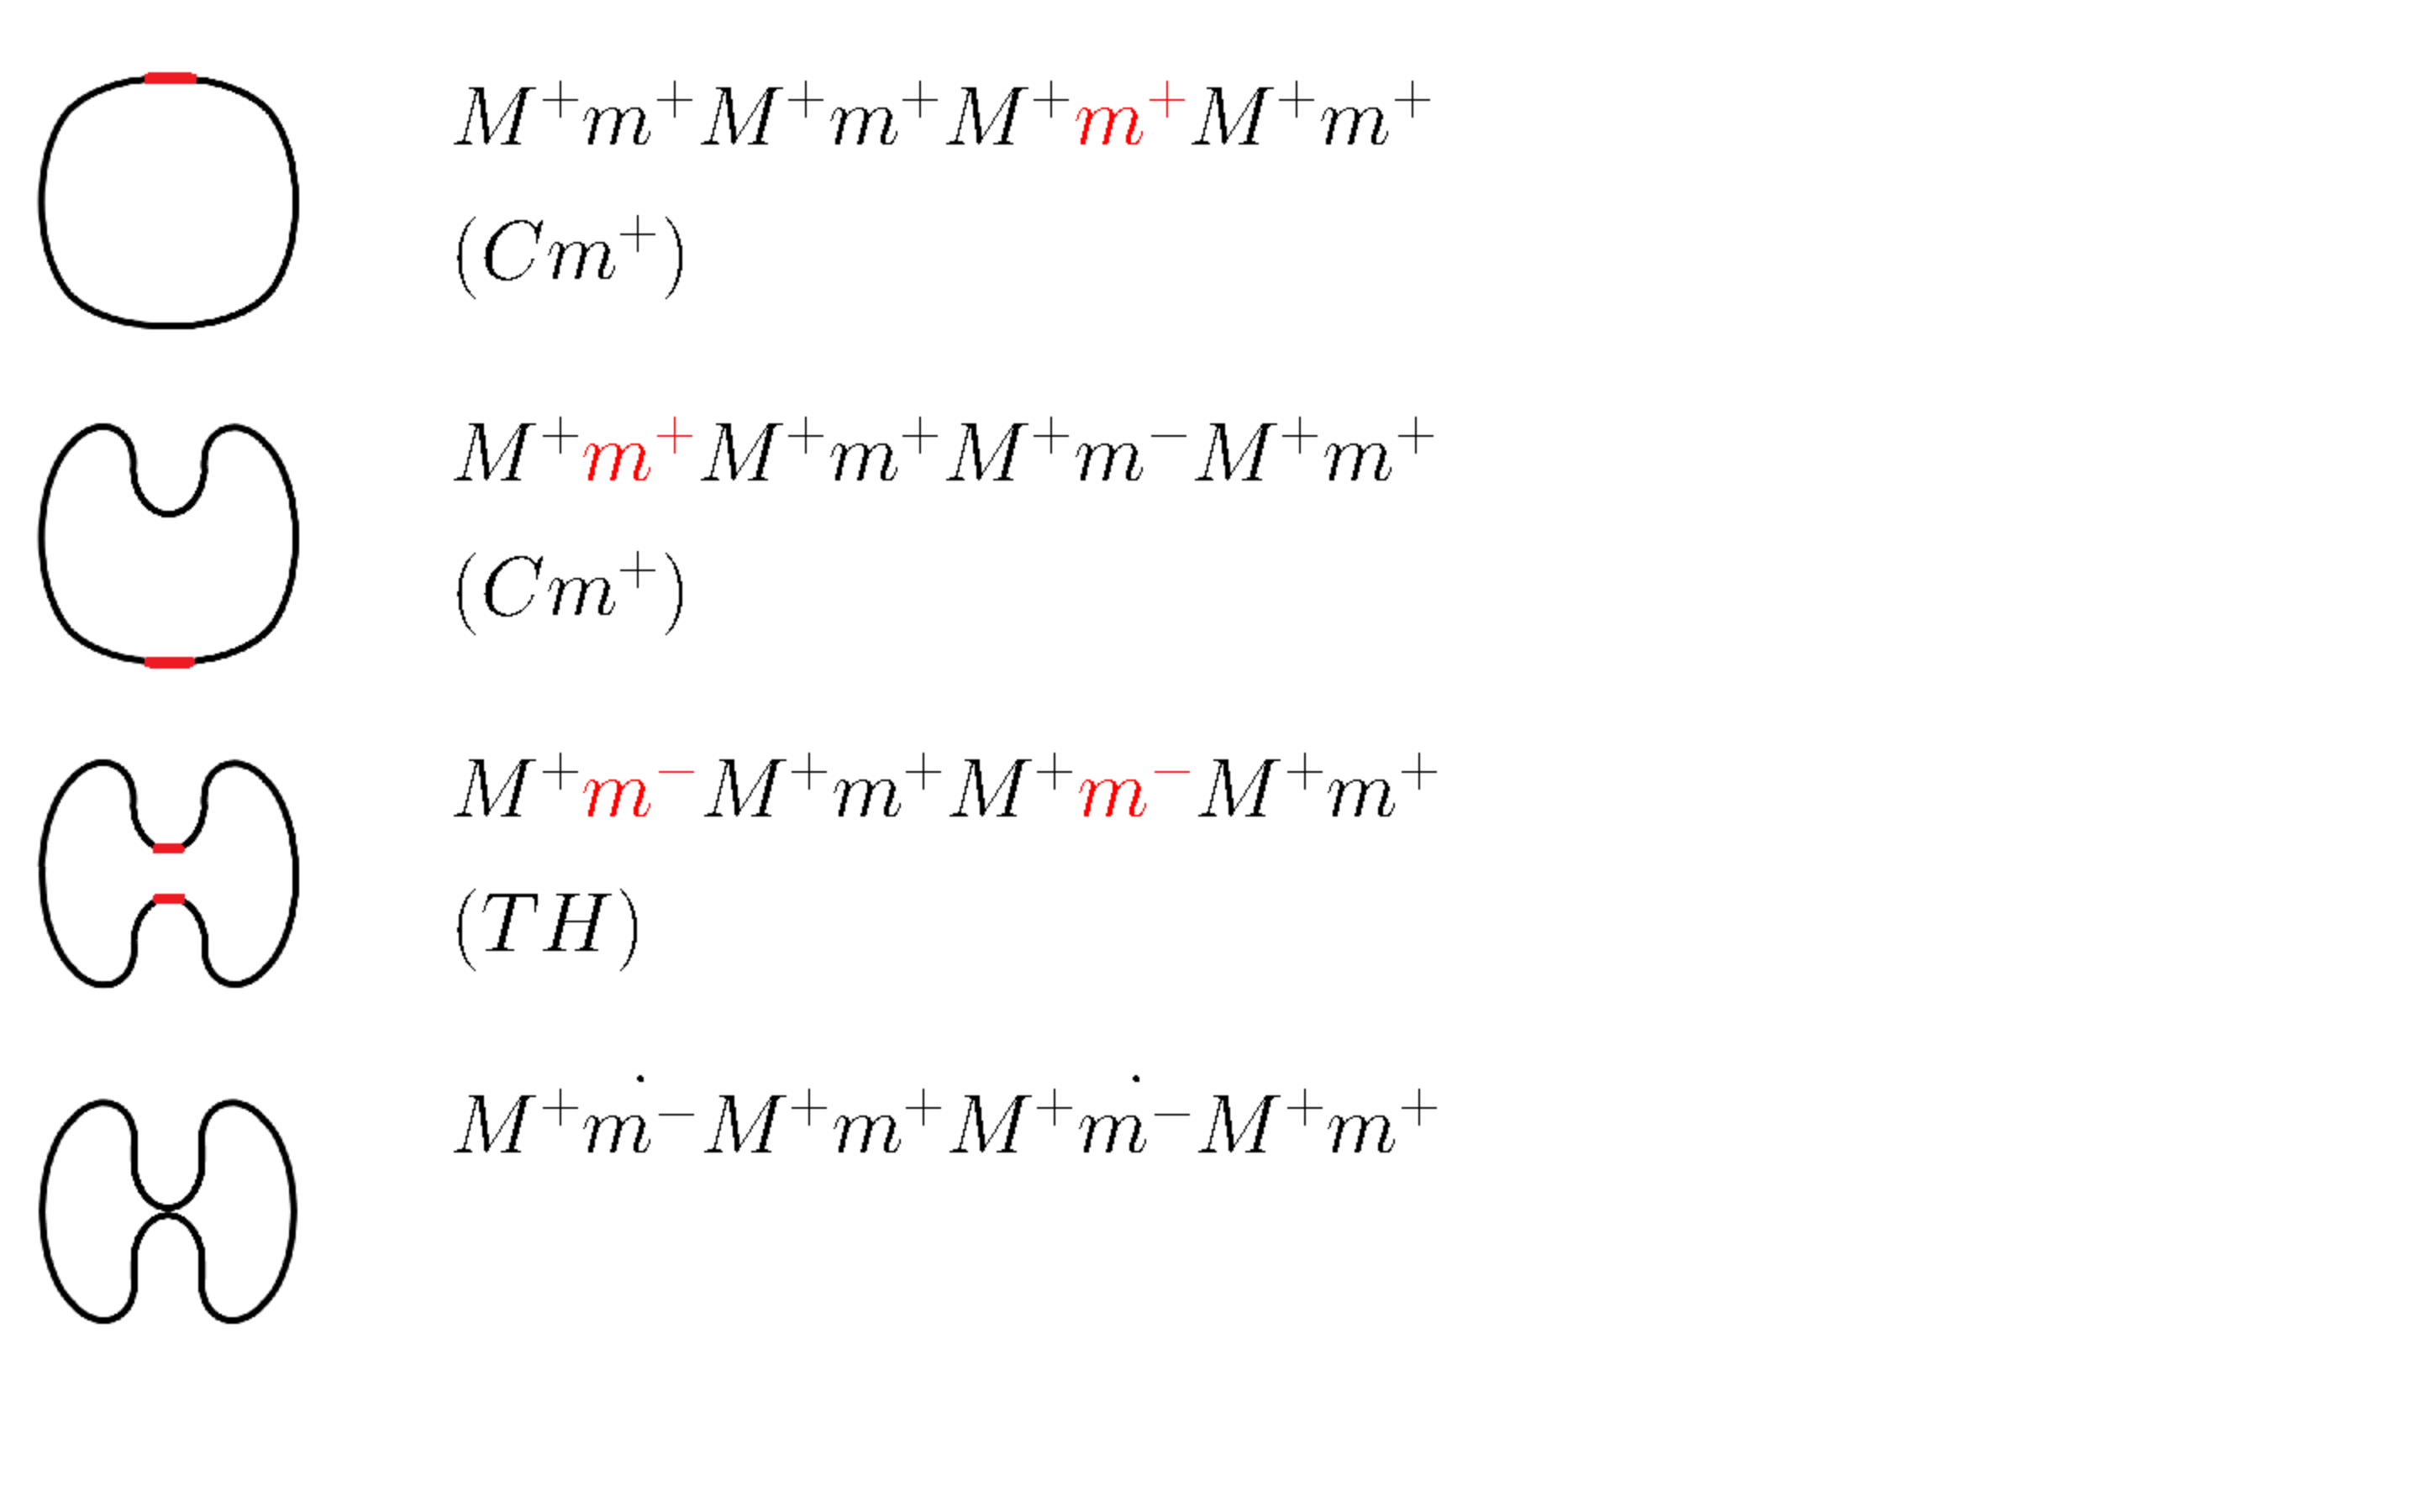 M⁺m⁺M⁺m⁺M⁺m⁺M⁺m⁺
(Cm⁺)
M⁺m⁺M⁺m⁺M⁺m⁻M⁺m⁺
(Cm⁺)
M⁺m⁻M⁺m⁺M⁺m⁻M⁺m⁺
(TH)
M⁺ṁ⁻M⁺m⁺M⁺ṁ⁻M⁺m⁺